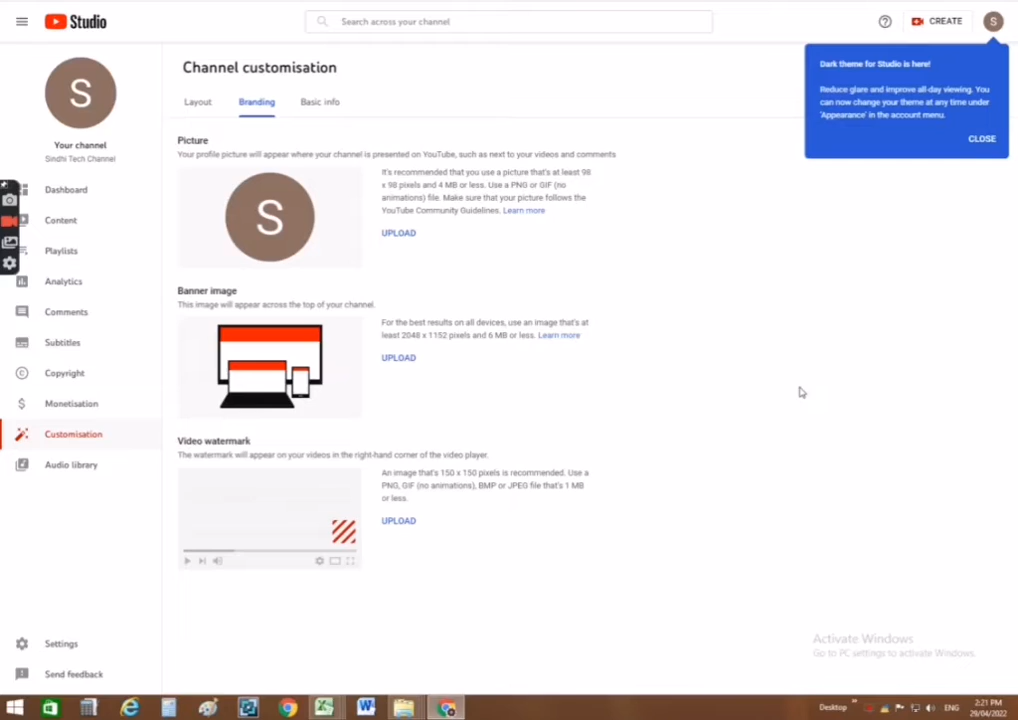 Studio
Search across your channel
CREATE
S
Dark theme for Studio is here!
Reduce glare and improve all-day viewing. You
can now change your theme at any time under
'Appearance' in the account menu.
CLOSE
S
Your channel
Sindhi Tech Channel
Dashboard
Content
Playlists
Analytics
Comments
Subtitles
Copyright
Monetisation
Customisation
Audio library
Settings
Send feedback
Channel customisation
Layout
Branding
Basic info
Picture
Your profile picture will appear where your channel is presented on YouTube, such as next to your videos and comments
S
It's recommended that you use a picture that's at least 98
x 98 pixels and 4 MB or less. Use a PNG or GIF (no
animations) file. Make sure that your picture follows the
YouTube Community Guidelines. Learn more
UPLOAD
Banner image
This image will appear across the top of your channel.
For the best results on all devices, use an image that's at
least 2048 x 1152 pixels and 6 MB or less. Learn more
UPLOAD
Video watermark
The watermark will appear on your videos in the right-hand corner of the video player.
An image that's 150 x 150 pixels is recommended. Use a
PNG, GIF (no animations), BMP or JPEG file that's 1 MB
or less.
UPLOAD
Activate Windows
Go to PC settings to activate Windows.
Desktop
ENG
2:21 PM
29/04/2022